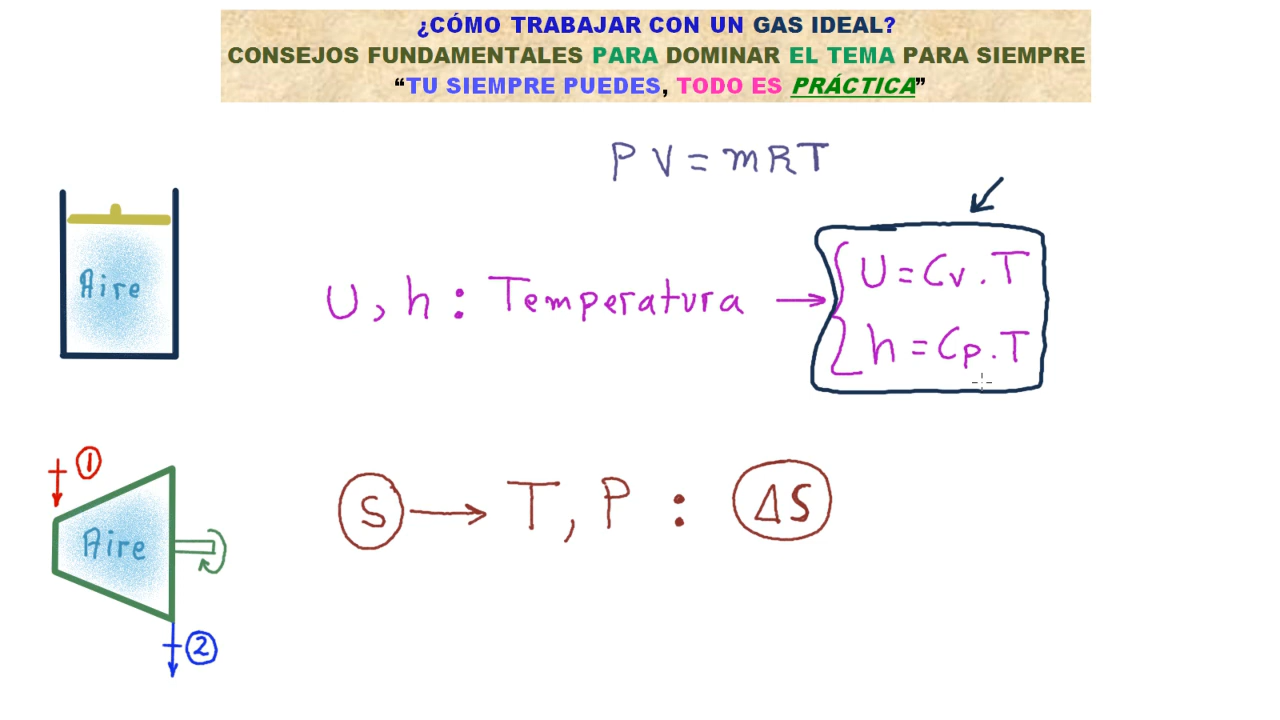 ¿CÓMO TRABAJAR CON UN GAS IDEAL?
CONSEJOS FUNDAMENTALES PARA DOMINAR EL TEMA PARA SIEMPRE
“TU SIEMPRE PUEDES, TODO ES PRÁCTICA”
PV = mRT
Aire
U, h : Temperatura → { U = Cv . T
h = Cp . T
1
Aire
S → T, P : ΔS
2